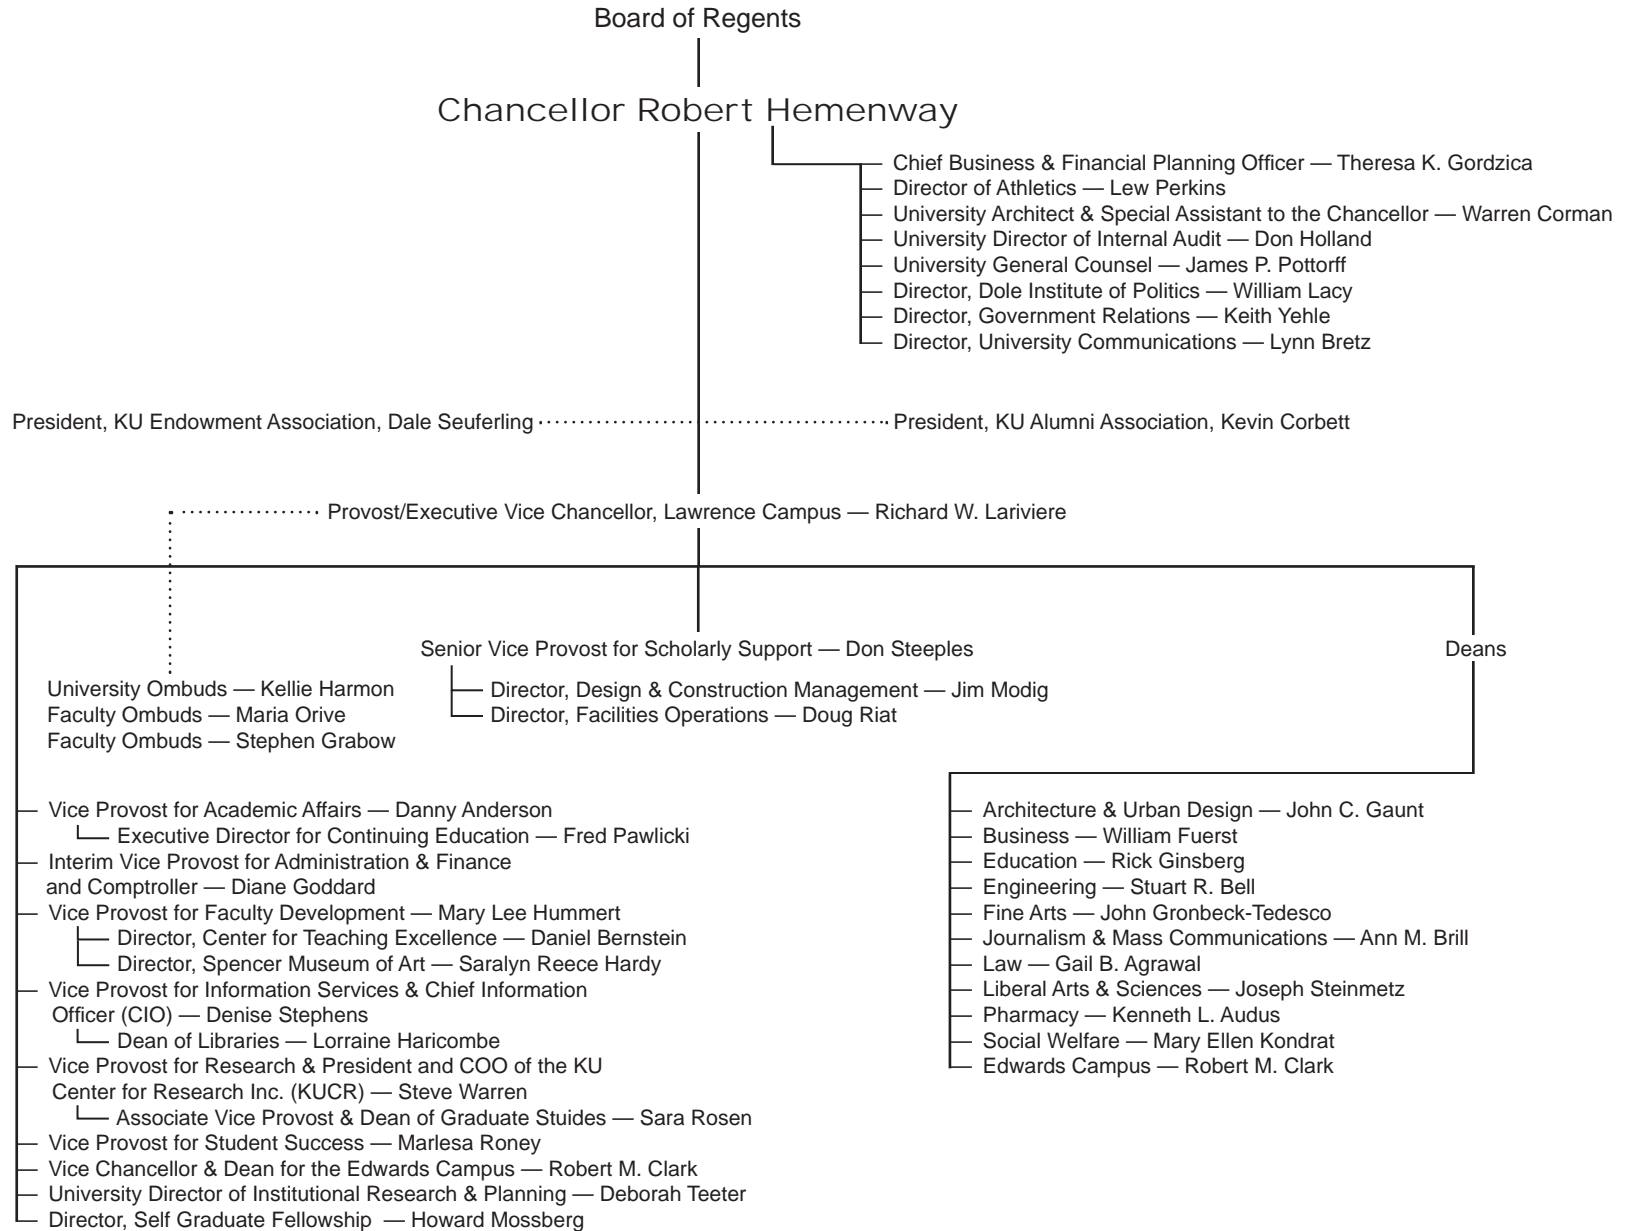 Board of Regents
Chancellor Robert Hemenway
Chief Business & Financial Planning Officer — Theresa K. Gordzica
Director of Athletics — Lew Perkins
University Architect & Special Assistant to the Chancellor — Warren Corman
University Director of Internal Audit — Don Holland
University General Counsel — James P. Pottorff
Director, Dole Institute of Politics — William Lacy
Director, Government Relations — Keith Yehle
Director, University Communications — Lynn Bretz
President, KU Endowment Association, Dale Seuferling
President, KU Alumni Association, Kevin Corbett
Provost/Executive Vice Chancellor, Lawrence Campus — Richard W. Lariviere
Senior Vice Provost for Scholarly Support — Don Steeples
Director, Design & Construction Management — Jim Modig
Director, Facilities Operations — Doug Riat
Deans
University Ombuds — Kellie Harmon
Faculty Ombuds — Maria Orive
Faculty Ombuds — Stephen Grabow
Vice Provost for Academic Affairs — Danny Anderson
Executive Director for Continuing Education — Fred Pawlicki
Interim Vice Provost for Administration & Finance
and Comptroller — Diane Goddard
Vice Provost for Faculty Development — Mary Lee Hummert
Director, Center for Teaching Excellence — Daniel Bernstein
Director, Spencer Museum of Art — Saralyn Reece Hardy
Vice Provost for Information Services & Chief Information
Officer (CIO) — Denise Stephens
Dean of Libraries — Lorraine Haricombe
Vice Provost for Research & President and COO of the KU
Center for Research Inc. (KUCR) — Steve Warren
Associate Vice Provost & Dean of Graduate Stuides — Sara Rosen
Vice Provost for Student Success — Marlesa Roney
Vice Chancellor & Dean for the Edwards Campus — Robert M. Clark
University Director of Institutional Research & Planning — Deborah Teeter
Director, Self Graduate Fellowship — Howard Mossberg
Architecture & Urban Design — John C. Gaunt
Business — William Fuerst
Education — Rick Ginsberg
Engineering — Stuart R. Bell
Fine Arts — John Gronbeck-Tedesco
Journalism & Mass Communications — Ann M. Brill
Law — Gail B. Agrawal
Liberal Arts & Sciences — Joseph Steinmetz
Pharmacy — Kenneth L. Audus
Social Welfare — Mary Ellen Kondrat
Edwards Campus — Robert M. Clark